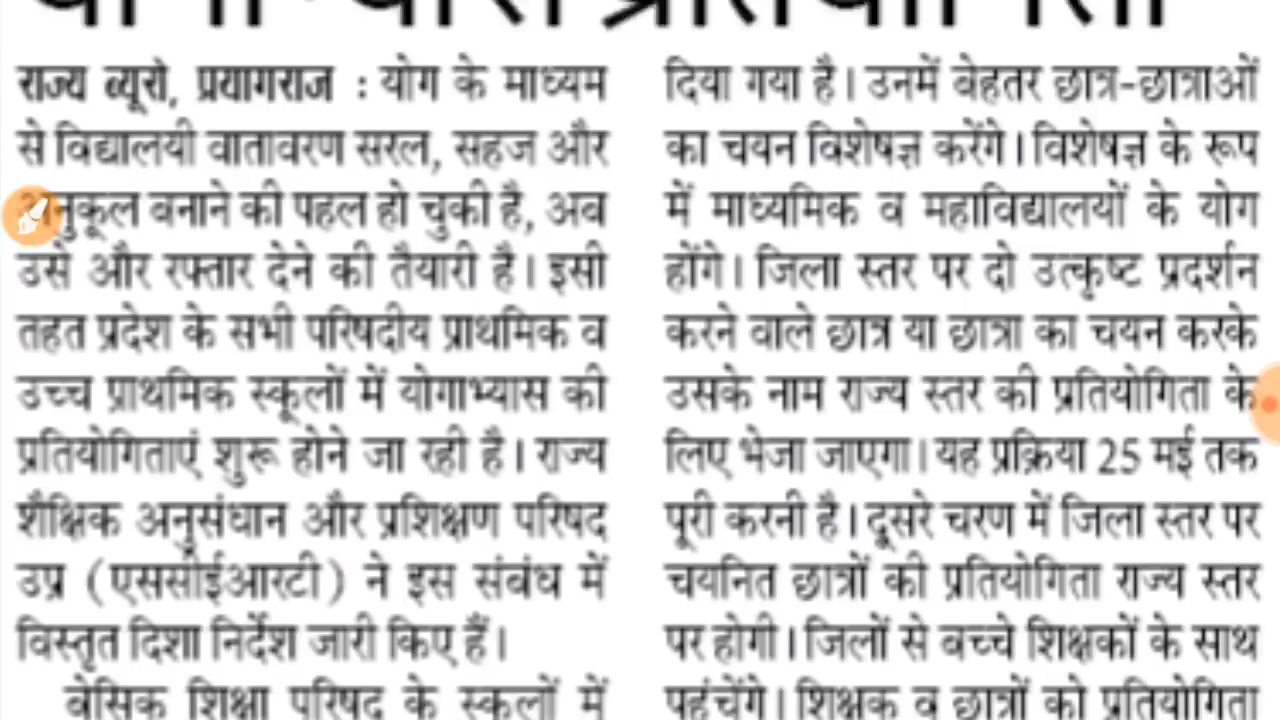 योगाभ्यास प्रतियोगिता
राज्य ब्यूरो, प्रयागराज : योग के माध्यम
से विद्यालयी वातावरण सरल, सहज और
अनुकूल बनाने की पहल हो चुकी है, अब
उसे और रफ्तार देने की तैयारी है। इसी
तहत प्रदेश के सभी परिषदीय प्राथमिक व
उच्च प्राथमिक स्कूलों में योगाभ्यास की
प्रतियोगिताएं शुरू होने जा रही है। राज्य
शैक्षिक अनुसंधान और प्रशिक्षण परिषद
उप्र (एससीईआरटी) ने इस संबंध में
विस्तृत दिशा निर्देश जारी किए हैं।
बेसिक शिक्षा परिषद के स्कूलों में
दिया गया है। उनमें बेहतर छात्र-छात्राओं
का चयन विशेषज्ञ करेंगे। विशेषज्ञ के रूप
में माध्यमिक व महाविद्यालयों के योग
होंगे। जिला स्तर पर दो उत्कृष्ट प्रदर्शन
करने वाले छात्र या छात्रा का चयन करके
उसके नाम राज्य स्तर की प्रतियोगिता के
लिए भेजा जाएगा। यह प्रक्रिया 25 मई तक
पूरी करनी है। दूसरे चरण में जिला स्तर पर
चयनित छात्रों की प्रतियोगिता राज्य स्तर
पर होगी। जिलों से बच्चे शिक्षकों के साथ
पहुंचेंगे। शिक्षक व छात्रों को प्रतियोगिता